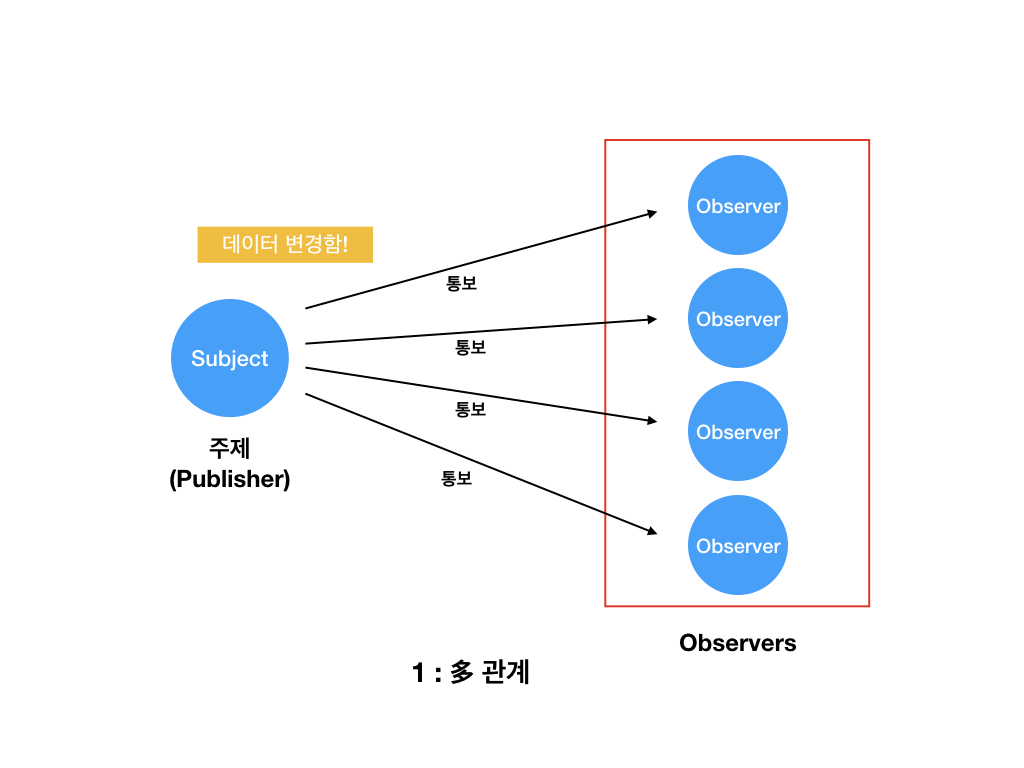 데이터 변경함!
Subject
주제
(Publisher)
통보
통보
통보
통보
Observer
Observer
Observer
Observer
Observers
1 : 多 관계